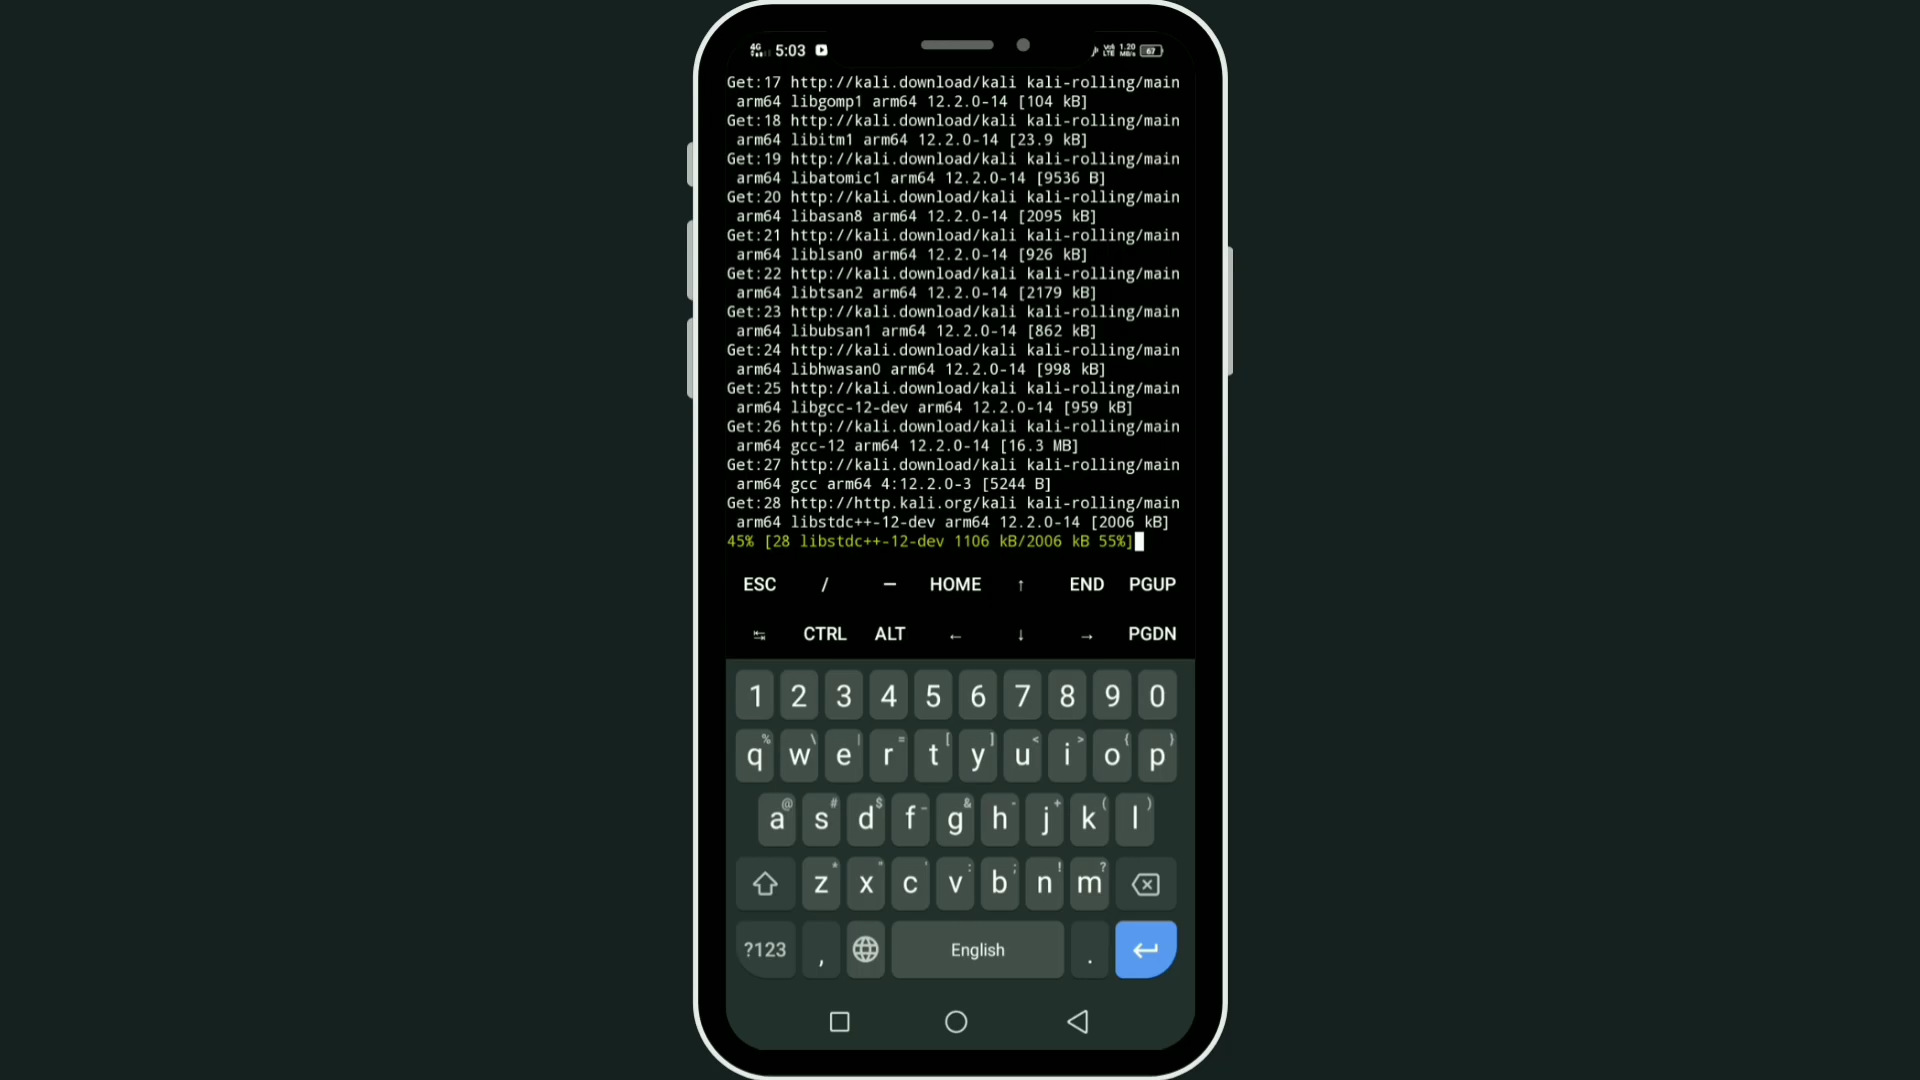 4G 5:03 Vo) LTE 1.20 MB/s 67
Get:17 http://kali.download/kali kali-rolling/main
arm64 libgomp1 arm64 12.2.0-14 [104 kB]
Get:18 http://kali.download/kali kali-rolling/main
arm64 libitm1 arm64 12.2.0-14 [23.9 kB]
Get:19 http://kali.download/kali kali-rolling/main
arm64 libatomic1 arm64 12.2.0-14 [9536 B]
Get:20 http://kali.download/kali kali-rolling/main
arm64 libasan8 arm64 12.2.0-14 [2095 kB]
Get:21 http://kali.download/kali kali-rolling/main
arm64 liblsan0 arm64 12.2.0-14 [926 kB]
Get:22 http://kali.download/kali kali-rolling/main
arm64 libtsan2 arm64 12.2.0-14 [2179 kB]
Get:23 http://kali.download/kali kali-rolling/main
arm64 libubsan1 arm64 12.2.0-14 [862 kB]
Get:24 http://kali.download/kali kali-rolling/main
arm64 libhwasan0 arm64 12.2.0-14 [998 kB]
Get:25 http://kali.download/kali kali-rolling/main
arm64 libgcc-12-dev arm64 12.2.0-14 [959 kB]
Get:26 http://kali.download/kali kali-rolling/main
arm64 gcc-12 arm64 12.2.0-14 [16.3 MB]
Get:27 http://kali.download/kali kali-rolling/main
arm64 gcc arm64 4:12.2.0-3 [5244 B]
Get:28 http://http.kali.org/kali kali-rolling/main
arm64 libstdc++-12-dev arm64 12.2.0-14 [2006 kB]
45% [28 libstdc++-12-dev 1106 kB/2006 kB 55%]
ESC / — HOME ↑ END PGUP
↹ CTRL ALT ← ↓ → PGDN
1 2 3 4 5 6 7 8 9 0
% \ | = [ ] < > { }
q w e r t y u i o p
@ # $ _ & - + ( )
a s d f g h j k l
* " ' : ; ! ?
z x c v b n m
?123 , English .